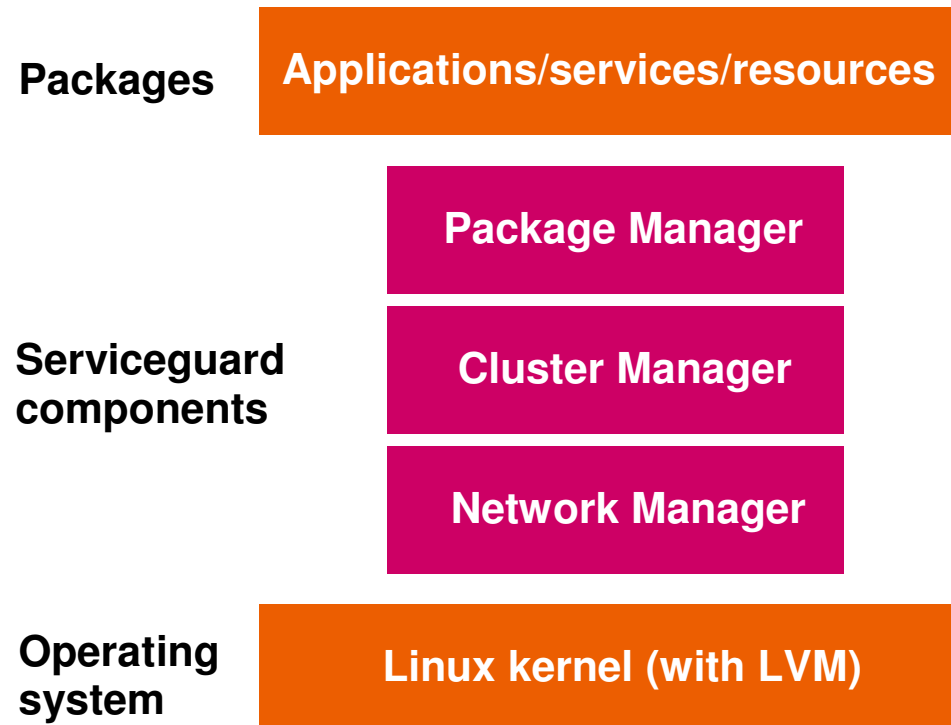 Packages
Applications/services/resources
Package Manager
Serviceguard
components
Cluster Manager
Network Manager
Operating
system
Linux kernel (with LVM)